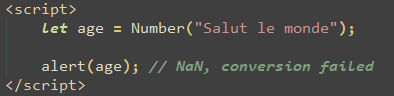 <script>
let age = Number("Salut le monde");
alert(age); // NaN, conversion failed
</script>